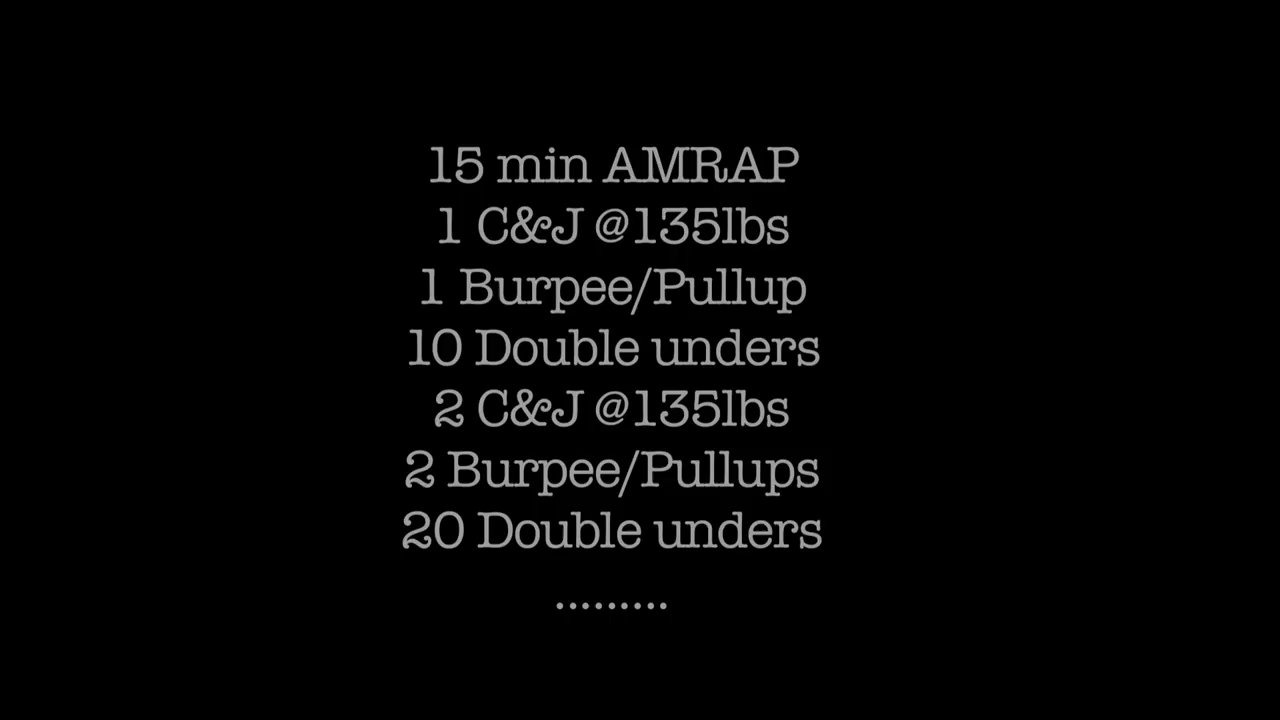 15 min AMRAP
1 C&J @135lbs
1 Burpee/Pullup
10 Double unders
2 C&J @135lbs
2 Burpee/Pullups
20 Double unders
.........